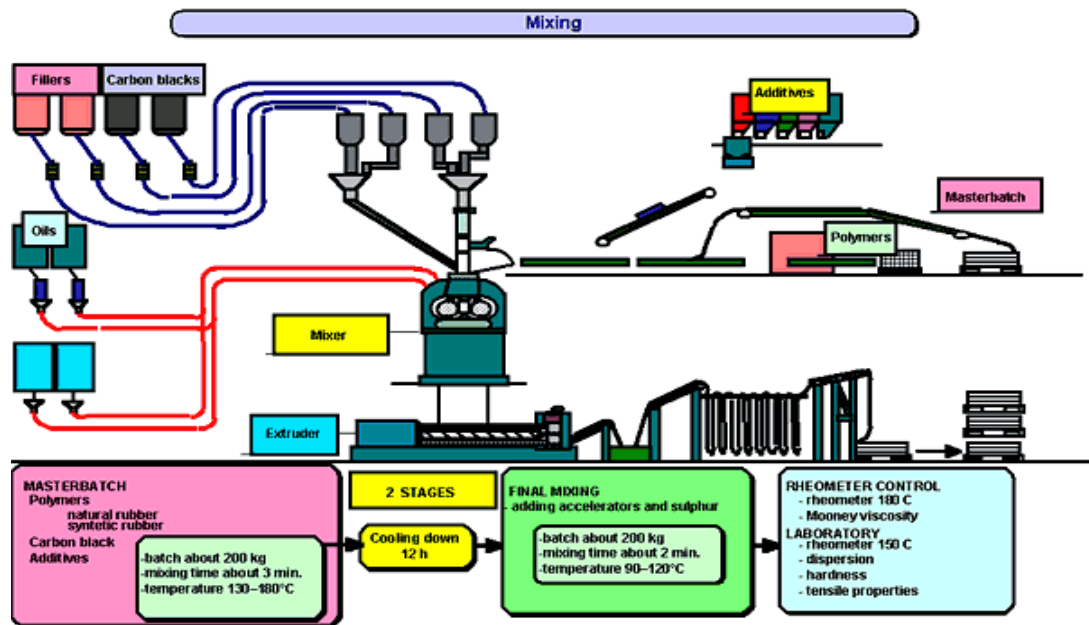 Mixing
Fillers
Carbon blacks
Additives
Masterbatch
Oils
Polymers
Mixer
Extruder
MASTERBATCH
Polymers
natural rubber
syntetic rubber
Carbon black
Additives
-batch about 200 kg
-mixing time about 3 min.
-temperature 130–180°C
2 STAGES
Cooling down
12 h
FINAL MIXING
- adding accelerators and sulphur
-batch about 200 kg
-mixing time about 2 min.
-temperature 90–120°C
RHEOMETER CONTROL
- rheometer 180 C
- Mooney viscosity
LABORATORY
- rheometer 150 C
- dispersion
- hardness
- tensile properties